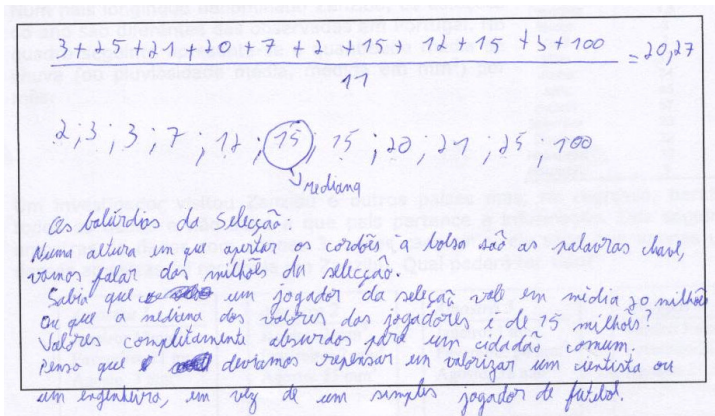 3+25+21+20+7+2+15+12+15+3+100
11
=20,27
2;3;3;7;12;15;15;20;21;25;100
Mediana
Os balúrdios da Selecção:
Numa altura em que apertar os cordões a bolsa são as palavras chave,
vamos falar dos milhões da selecção.
Sabia que um jogador da seleção vale em média 20 milhões
Ou que a mediana dos valores dos jogadores é de 15 milhões?
Valores completamente absurdos para um cidadão comum.
Penso que deviamos repensar em valorizar um cientista ou
um engenheiro, em vez de um simples jogador de futebol.